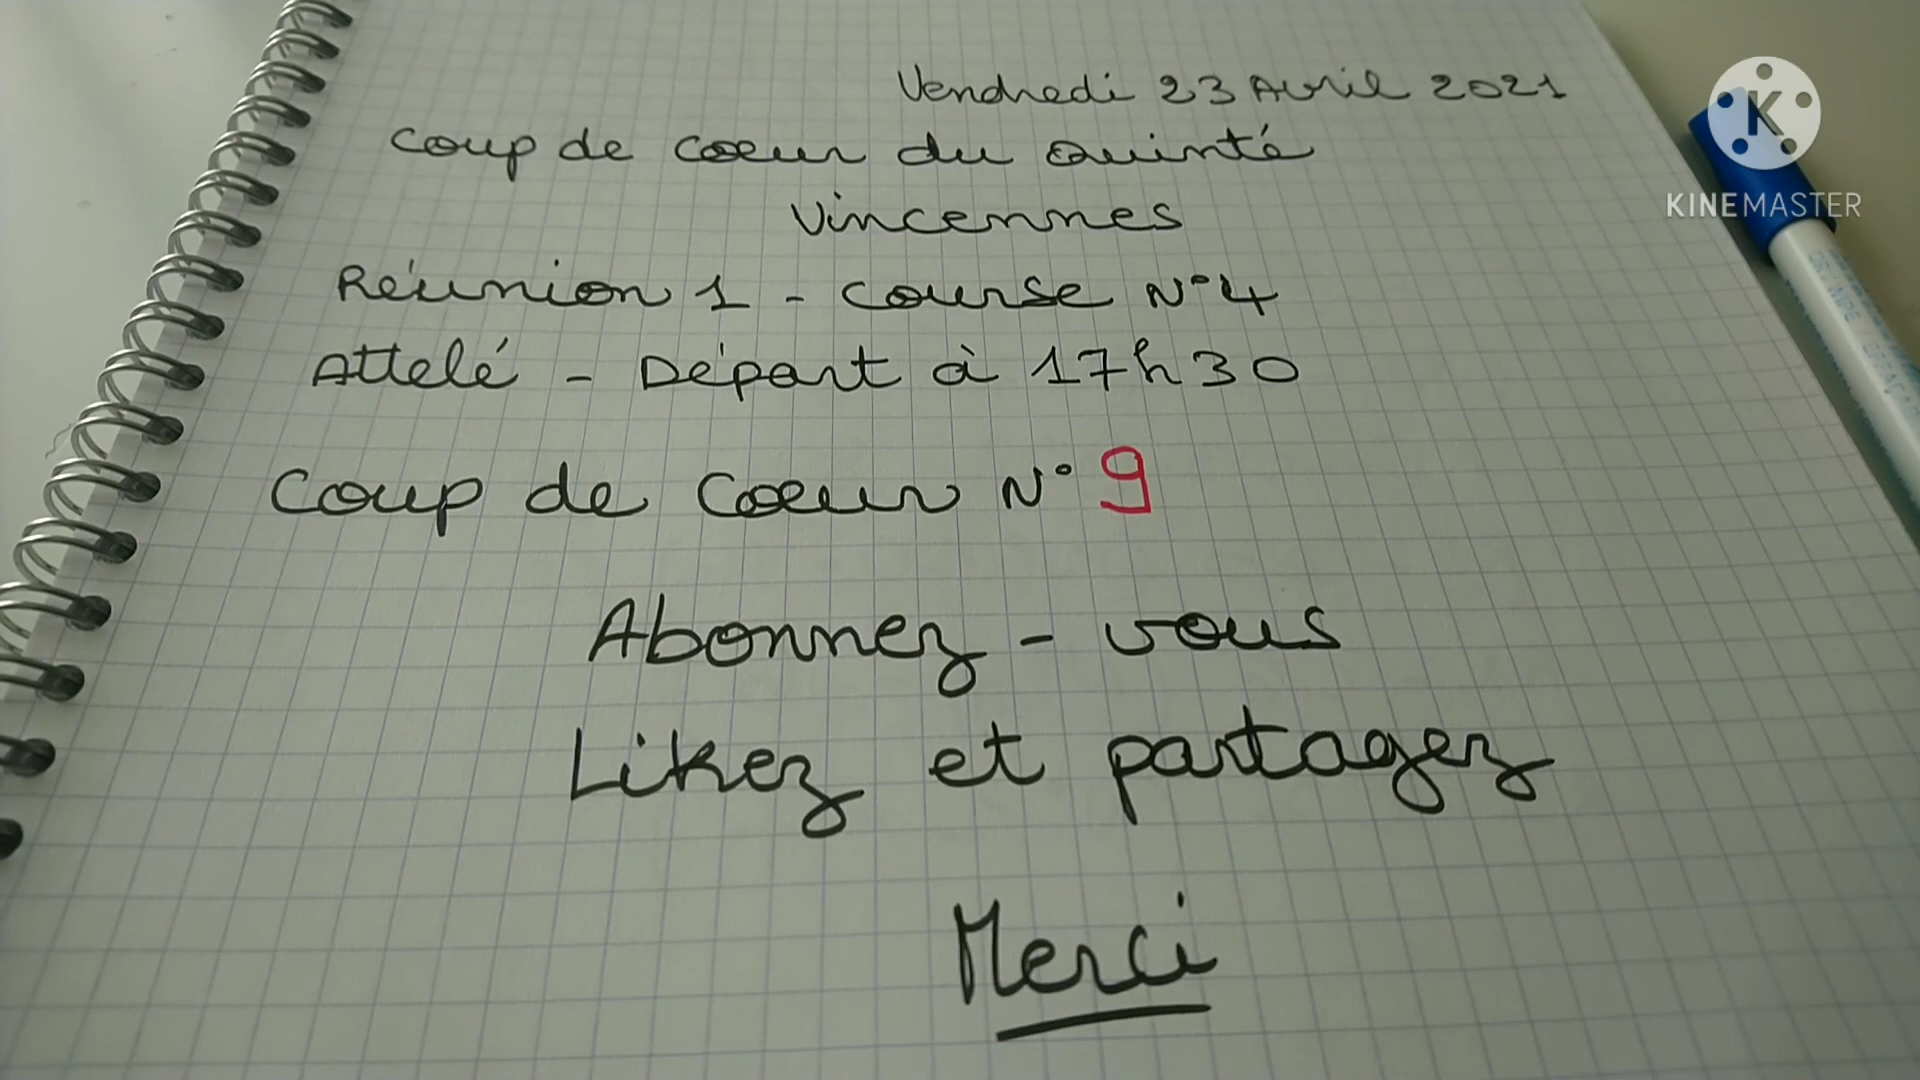 Vendredi 23 Avril 2021
Coup de coeur du Quinté
Vincennes
Réunion 1 - Course N°4
Attelé - Départ à 17h30
Coup de Coeur N° 9
Abonnez-vous
Likez et partagez
Merci
K
KINEMASTER